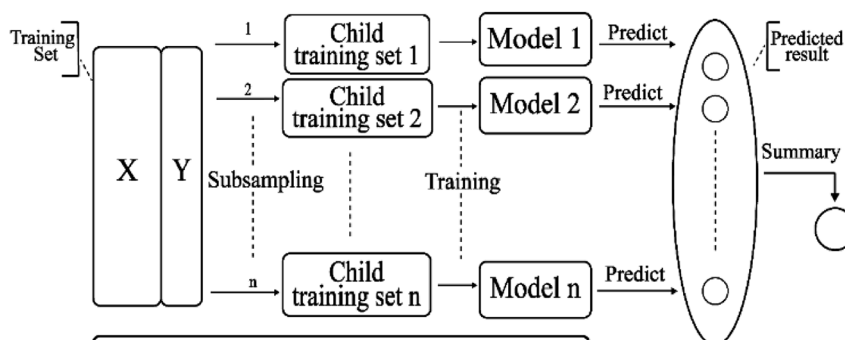 Training
Set
X
Y
1
Child
training set 1
Model 1
Predict
Predicted
result
2
Child
training set 2
Model 2
Predict
Subsampling
Training
Summary
n
Child
training set n
Model n
Predict